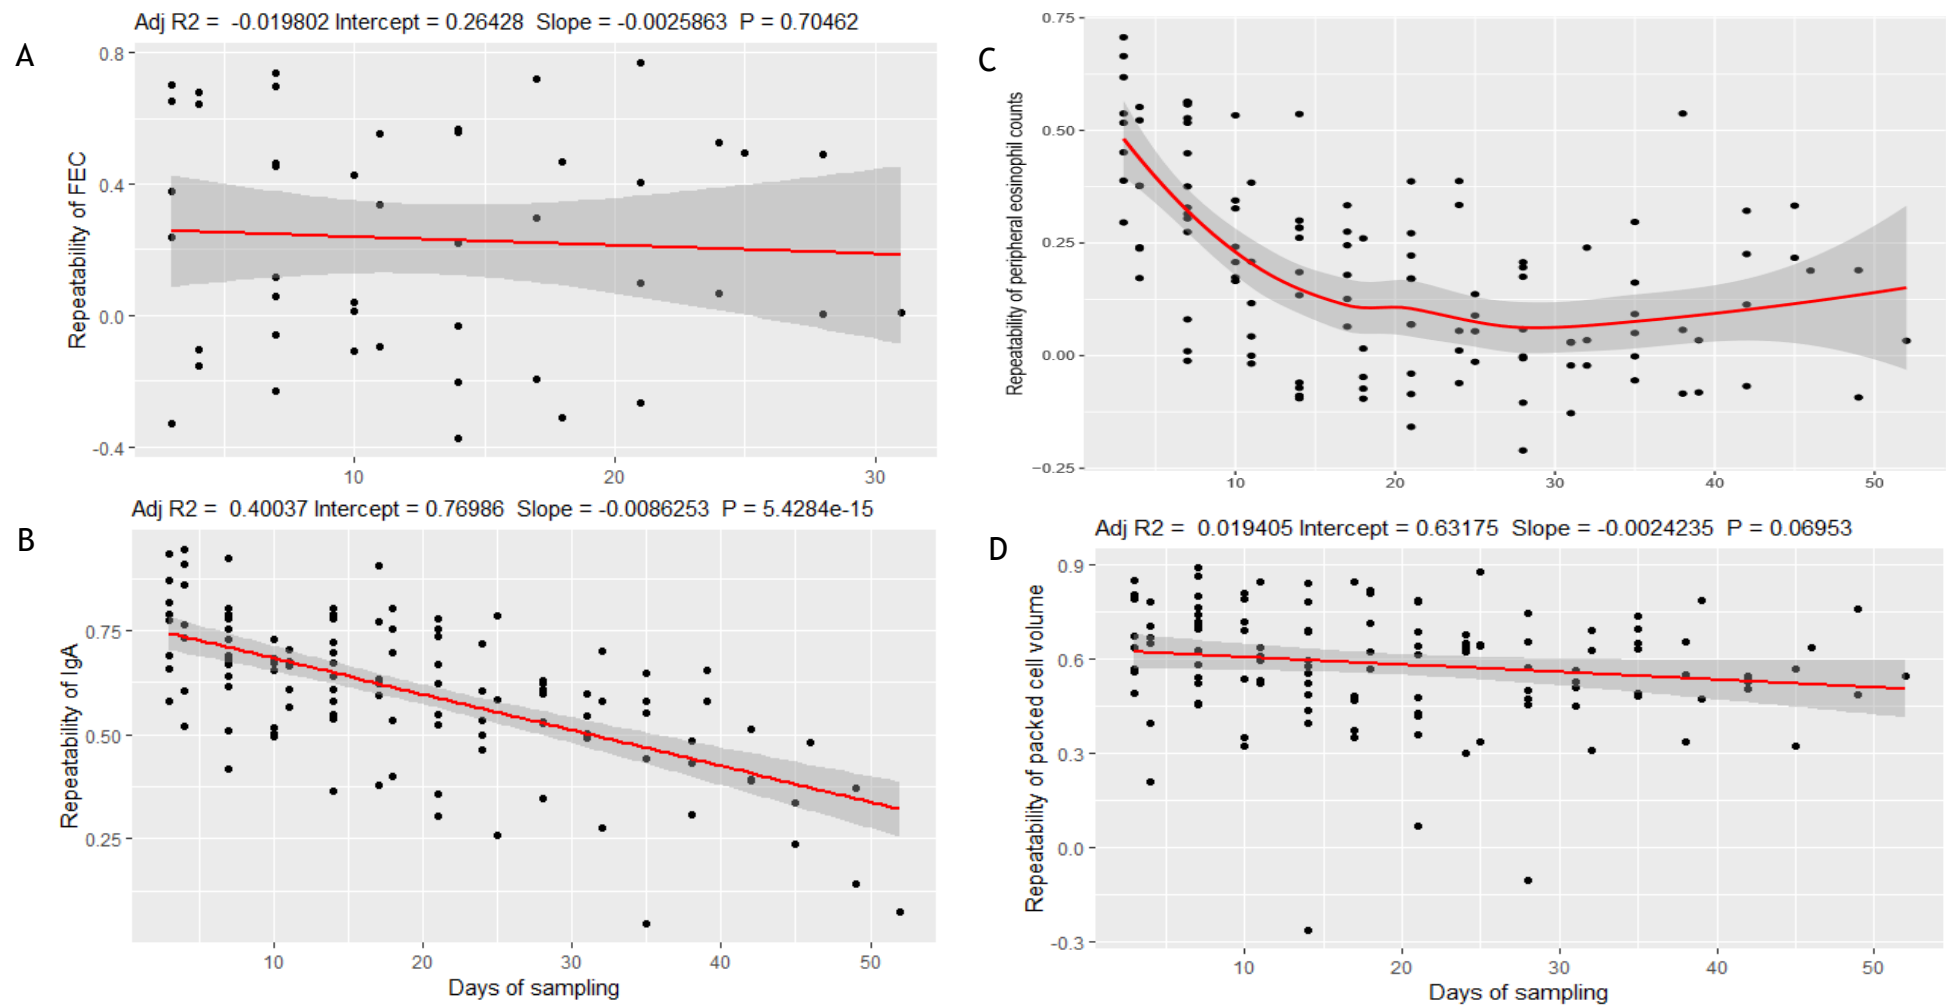 A
Adj R2 =  -0.019802 Intercept = 0.26428  Slope = -0.0025863  P = 0.70462
Repeatability of FEC
0.8
0.4
0.0
-0.4
10
20
30
B
Adj R2 =  0.40037 Intercept = 0.76986  Slope = -0.0086253  P = 5.4284e-15
Repeatability of IgA
0.75
0.50
0.25
10
20
30
40
50
Days of sampling
C
Repeatability of peripheral eosinophil counts
0.75
0.50
0.25
0.00
−0.25
10
20
30
40
50
D
Adj R2 =  0.019405 Intercept = 0.63175  Slope = -0.0024235  P = 0.06953
Repeatability of packed cell volume
0.9
0.6
0.3
0.0
-0.3
10
20
30
40
50
Days of sampling